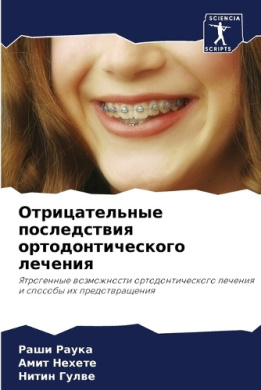 SCIENCIA
SCRIPTS
Отрицательные
последствия
ортодонтического
лечения
Ятрогенные возможности ортодонтического лечения
и способы их предотвращения
Раши Раука
Амит Нехете
Нитин Гулве